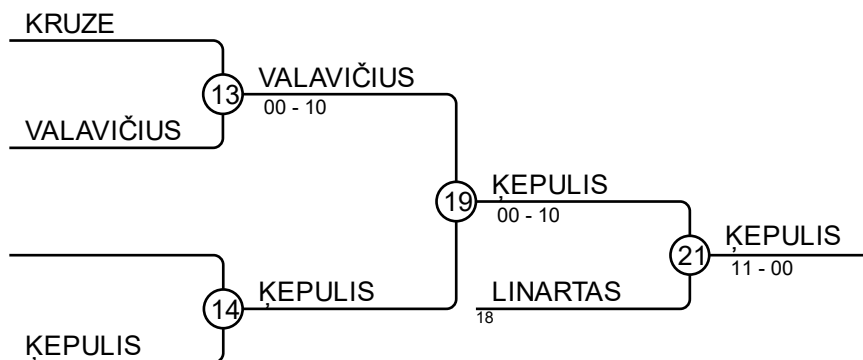 KRUZE
13
VALAVIČIUS
00 - 10
VALAVIČIUS
19
ĶEPULIS
00 - 10
21
ĶEPULIS
11 - 00
14
ĶEPULIS
LINARTAS
18
ĶEPULIS